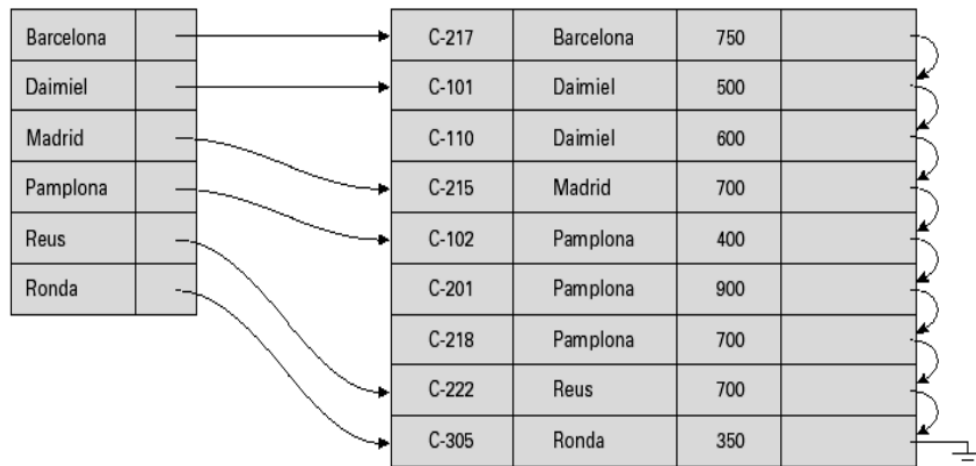 Barcelona
Daimiel
Madrid
Pamplona
Reus
Ronda
C-217 Barcelona 750
C-101 Daimiel 500
C-110 Daimiel 600
C-215 Madrid 700
C-102 Pamplona 400
C-201 Pamplona 900
C-218 Pamplona 700
C-222 Reus 700
C-305 Ronda 350